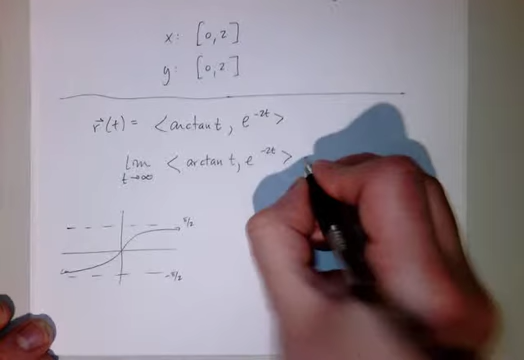 x: [0,2]
y: [0,2]
r⃗(t) = <arctan t, e^-2t>
lim t→∞ <arctan t, e^-2t>
π/2
-π/2